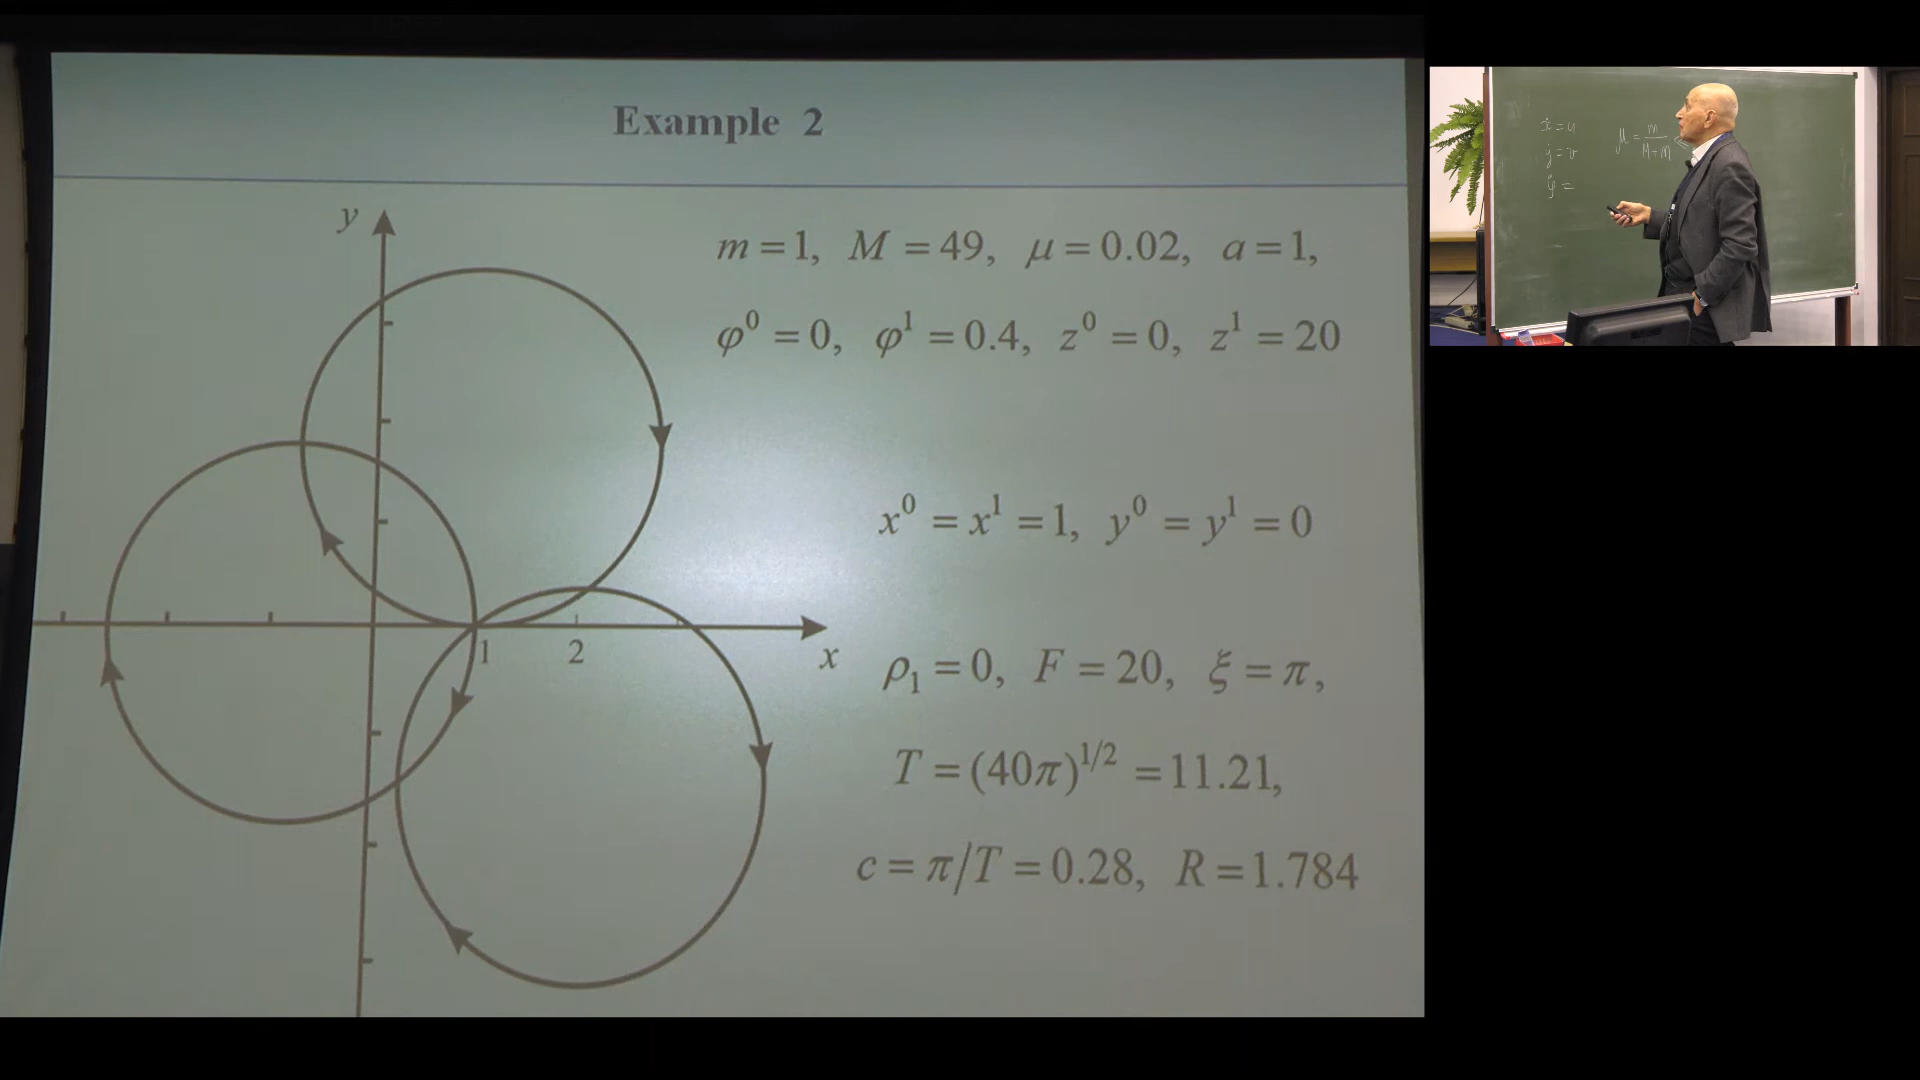 Example 2
y
m = 1, M = 49, μ = 0.02, a = 1,
φ⁰ = 0, φ¹ = 0.4, z⁰ = 0, z¹ = 20
x⁰ = x¹ = 1, y⁰ = y¹ = 0
1 2 x
ρ₁ = 0, F = 20, ξ = π,
T = (40π)^{1/2} = 11.21,
c = π/T = 0.28, R = 1.784
ẋ = u
ẏ = v
φ̇ =
μ = m/(M+m)